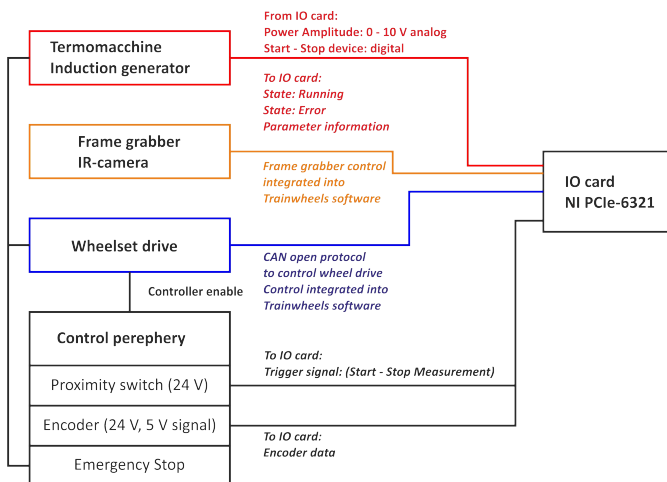 From IO card:
Power Amplitude: 0 - 10 V analog
Start - Stop device: digital
Termomacchine
Induction generator
To IO card:
State: Running
State: Error
Parameter information
Frame grabber
IR-camera
Frame grabber control
integrated into
Trainwheels software
IO card
NI PCIe-6321
Wheelset drive
CAN open protocol
to control wheel drive
Control integrated into
Trainwheels software
Controller enable
Control perephery
To IO card:
Trigger signal: (Start - Stop Measurement)
Proximity switch (24 V)
Encoder (24 V, 5 V signal)
To IO card:
Encoder data
Emergency Stop